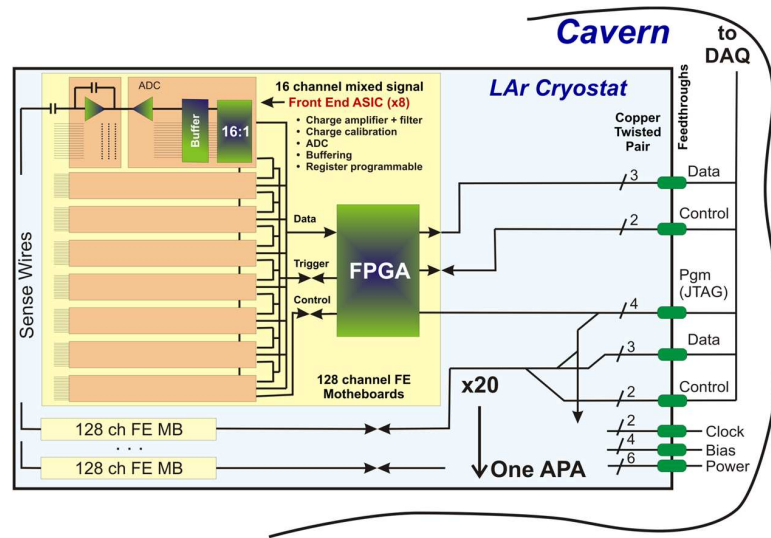 Cavern
to
DAQ
LAr Cryostat
Feedthroughs
Copper
Twisted
Pair
ADC
Buffer
16:1
16 channel mixed signal
Front End ASIC (x8)
• Charge amplifier + filter
• Charge calibration
• ADC
• Buffering
• Register programmable
Sense Wires
Data
Trigger
Control
FPGA
3
Data
2
Control
Pgm
(JTAG)
4
3
Data
2
Control
128 channel FE
Motheboards
x20
One APA
128 ch FE MB
. . .
128 ch FE MB
2
Clock
4
Bias
6
Power